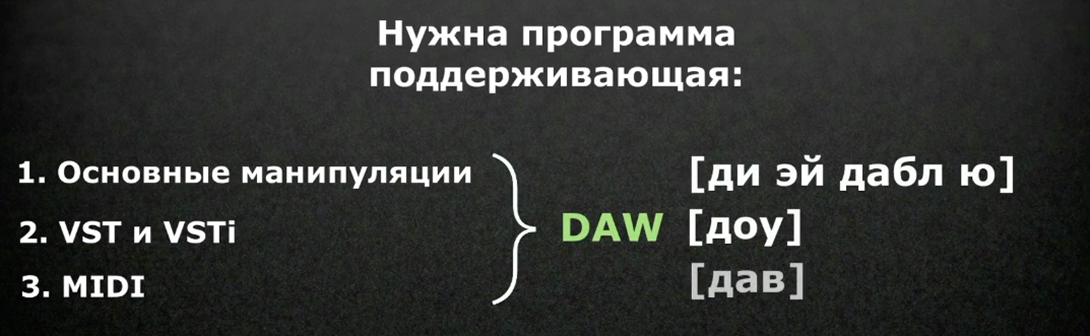 Нужна программа
поддерживающая:
1. Основные манипуляции
2. VST и VSTi
3. MIDI
DAW
[ди эй дабл ю]
[доу]
[дав]